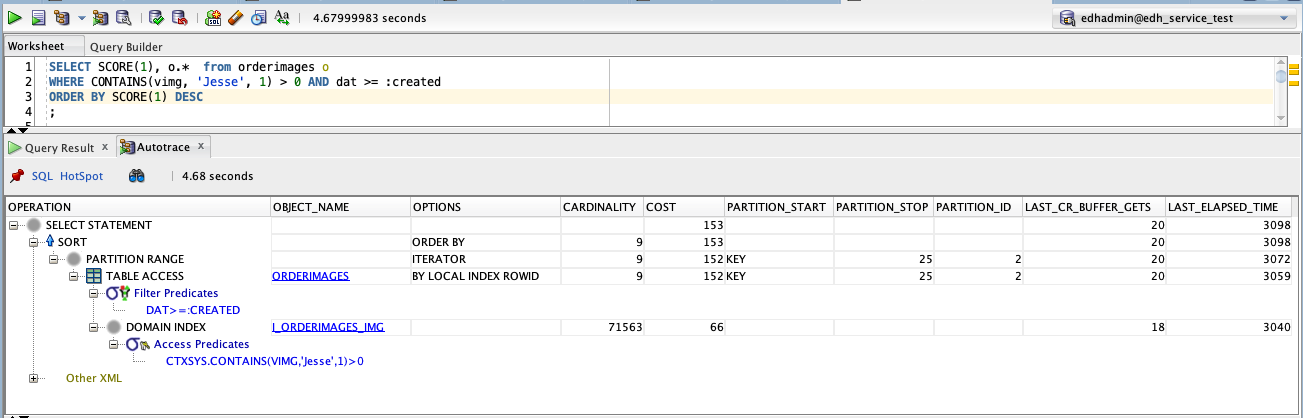 4.67999983 seconds
edhadmin@edh_service_test
Worksheet Query Builder
1 SELECT SCORE(1), o.*  from orderimages o
2 WHERE CONTAINS(vimg, 'Jesse', 1) > 0 AND dat >= :created
3 ORDER BY SCORE(1) DESC
4 ;
Query Result x Autotrace x
SQL HotSpot 4.68 seconds
OPERATION OBJECT_NAME OPTIONS CARDINALITY COST PARTITION_START PARTITION_STOP PARTITION_ID LAST_CR_BUFFER_GETS LAST_ELAPSED_TIME
SELECT STATEMENT 153 20 3098
SORT ORDER BY 9 153 20 3098
PARTITION RANGE ITERATOR 9 152 KEY 25 2 20 3072
TABLE ACCESS ORDERIMAGES BY LOCAL INDEX ROWID 9 152 KEY 25 2 20 3059
Filter Predicates
DAT>=:CREATED
DOMAIN INDEX I_ORDERIMAGES_IMG 71563 66 18 3040
Access Predicates
CTXSYS.CONTAINS(VIMG,'Jesse',1)>0
Other XML